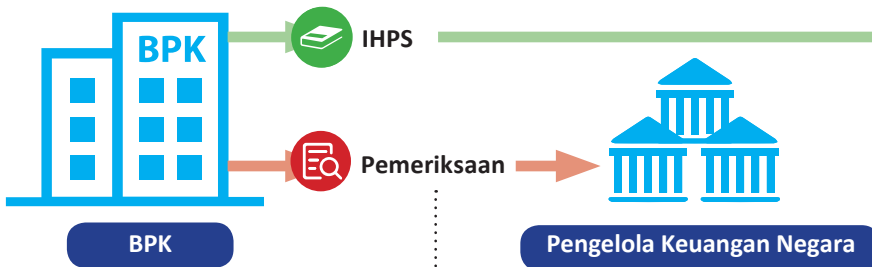 BPK
IHPS
Pemeriksaan
BPK
Pengelola Keuangan Negara